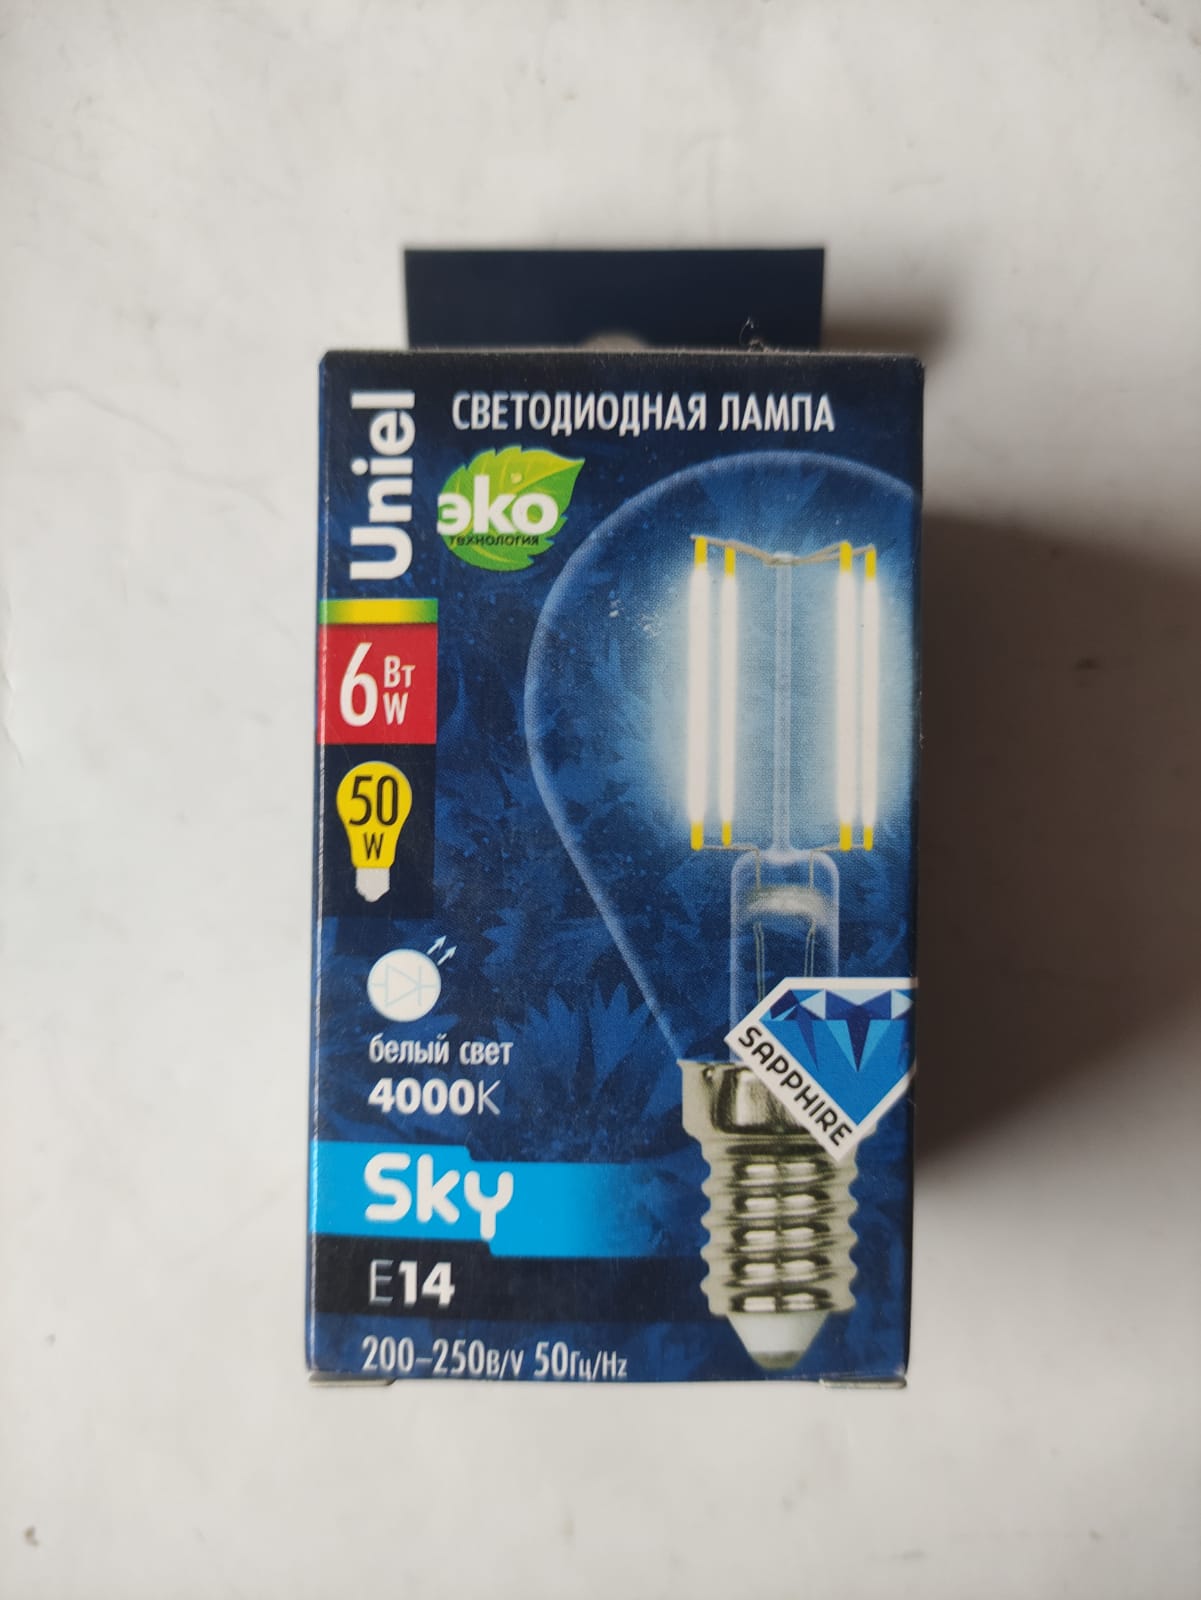 Uniel
СВЕТОДИОДНАЯ ЛАМПА
эко
технология
6 Вт W
50 W
белый свет
4000K
SAPPHIRE
Sky
E14
200–250В/V 50Гц/Hz